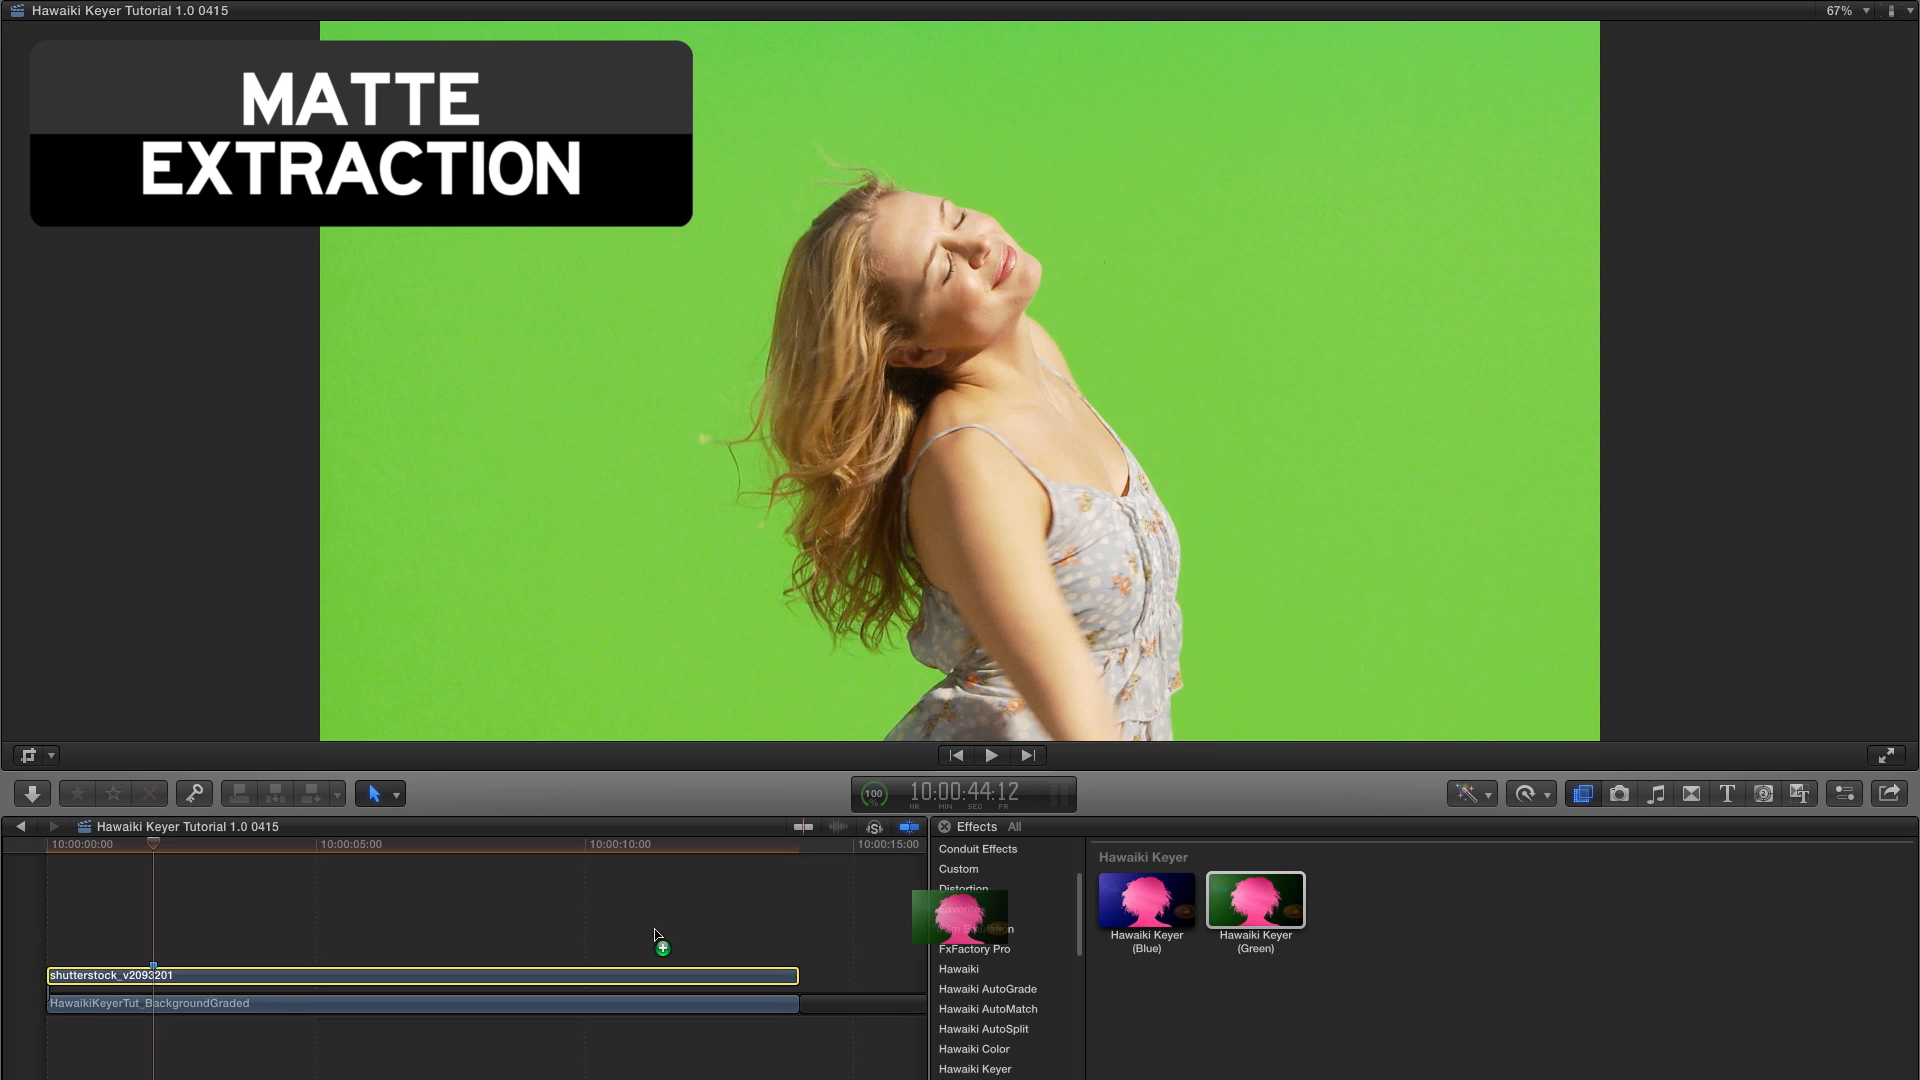 Hawaiki Keyer Tutorial 1.0 0415
67%
MATTE
EXTRACTION
100
%
10:00:44:12
HR MIN SEC FR
Hawaiki Keyer Tutorial 1.0 0415
10:00:00:00
10:00:05:00
10:00:10:00
10:00:15:00
shutterstock_v2093201
HawaikiKeyerTut_BackgroundGraded
Effects All
Conduit Effects
Custom
Distortion
FxFactory Pro
Hawaiki
Hawaiki AutoGrade
Hawaiki AutoMatch
Hawaiki AutoSplit
Hawaiki Color
Hawaiki Keyer
Hawaiki Keyer
Hawaiki Keyer
(Blue)
Hawaiki Keyer
(Green)